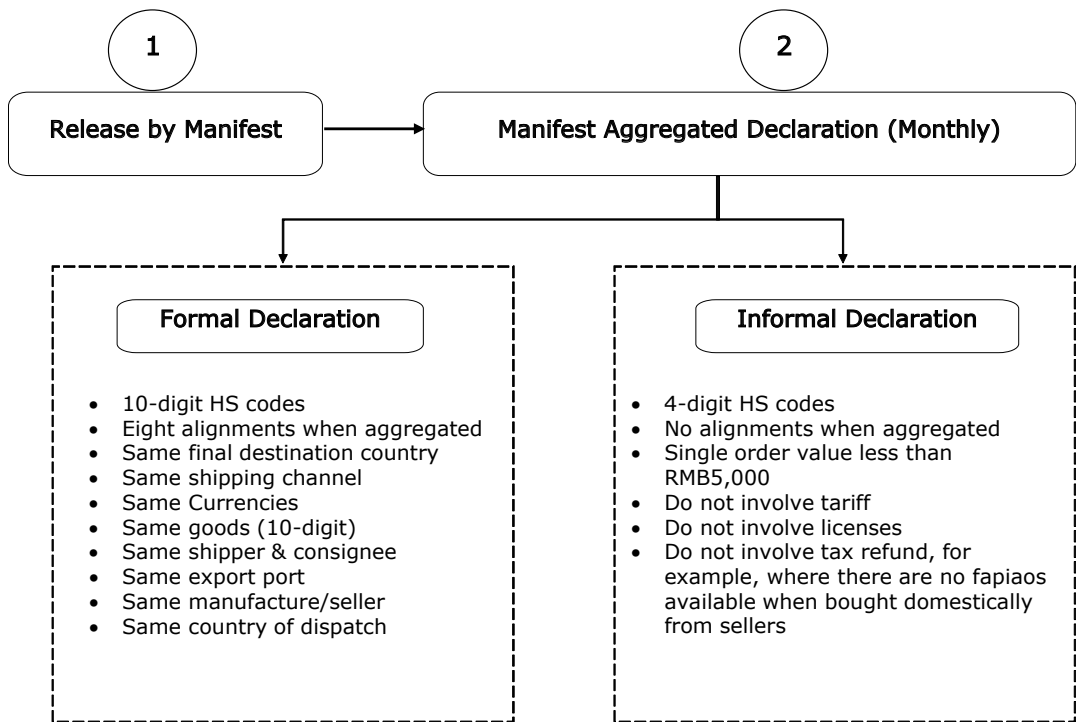 1
2
Release by Manifest
Manifest Aggregated Declaration (Monthly)
Formal Declaration
• 10-digit HS codes
• Eight alignments when aggregated
• Same final destination country
• Same shipping channel
• Same Currencies
• Same goods (10-digit)
• Same shipper & consignee
• Same export port
• Same manufacture/seller
• Same country of dispatch
Informal Declaration
• 4-digit HS codes
• No alignments when aggregated
• Single order value less than
RMB5,000
• Do not involve tariff
• Do not involve licenses
• Do not involve tax refund, for
example, where there are no fapiaos
available when bought domestically
from sellers